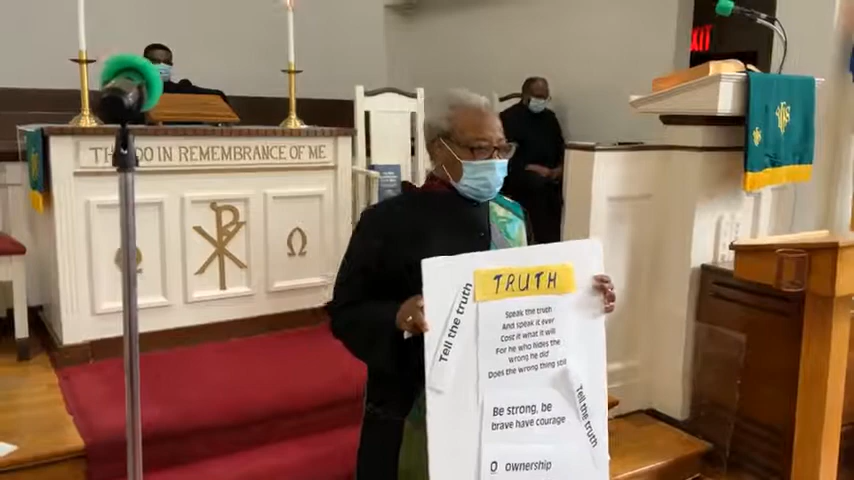 THIS DO IN REMEMBRANCE OF ME
IHS
TRUTH
Tell the truth
Speak the truth
And speak it ever
Cost it what it will
For he who hides the
wrong he did
Does the wrong thing still
Be strong, be
brave have courage
Tell the truth
O ownership